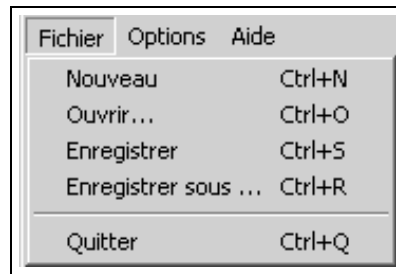 Fichier Options Aide
Nouveau Ctrl+N
Ouvrir... Ctrl+O
Enregistrer Ctrl+S
Enregistrer sous ... Ctrl+R
Quitter Ctrl+Q